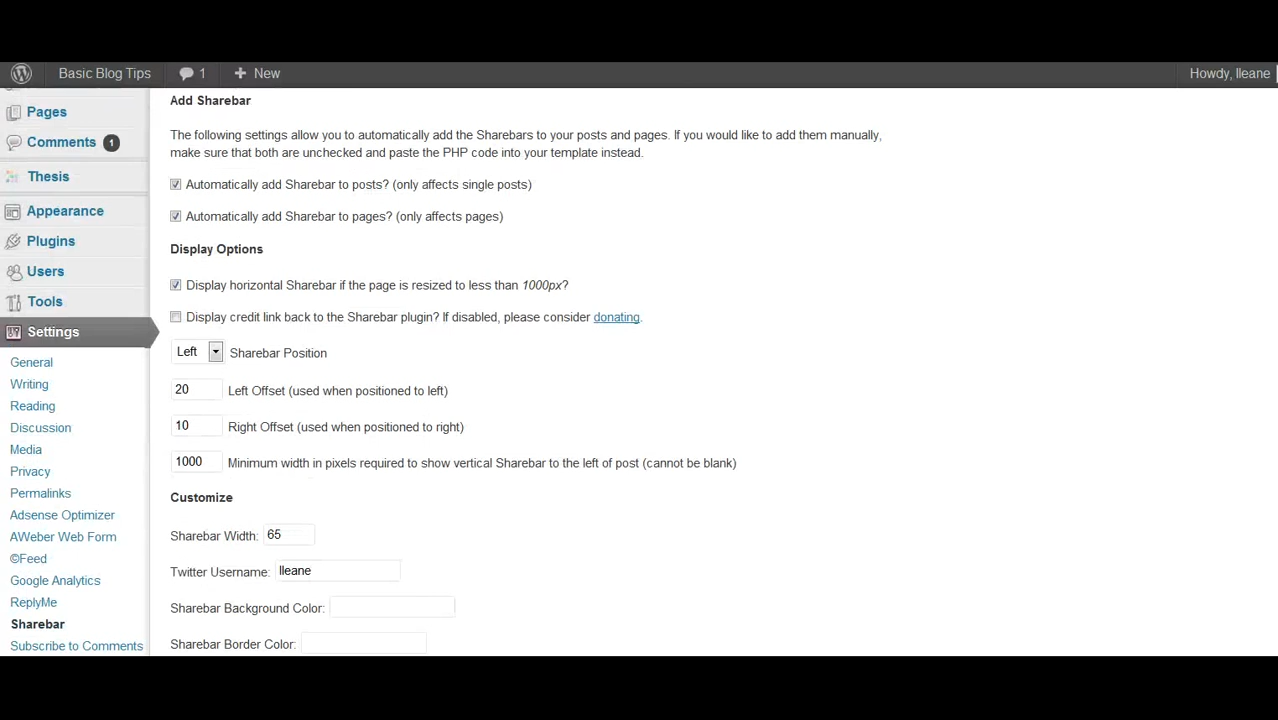 Basic Blog Tips 1 New Howdy, Ileane
Pages
Comments 1
Thesis
Appearance
Plugins
Users
Tools
Settings
General
Writing
Reading
Discussion
Media
Privacy
Permalinks
Adsense Optimizer
AWeber Web Form
©Feed
Google Analytics
ReplyMe
Sharebar
Subscribe to Comments
Add Sharebar
The following settings allow you to automatically add the Sharebars to your posts and pages. If you would like to add them manually,
make sure that both are unchecked and paste the PHP code into your template instead.
Automatically add Sharebar to posts? (only affects single posts)
Automatically add Sharebar to pages? (only affects pages)
Display Options
Display horizontal Sharebar if the page is resized to less than 1000px?
Display credit link back to the Sharebar plugin? If disabled, please consider donating.
Left Sharebar Position
20 Left Offset (used when positioned to left)
10 Right Offset (used when positioned to right)
1000 Minimum width in pixels required to show vertical Sharebar to the left of post (cannot be blank)
Customize
Sharebar Width: 65
Twitter Username: Ileane
Sharebar Background Color:
Sharebar Border Color: